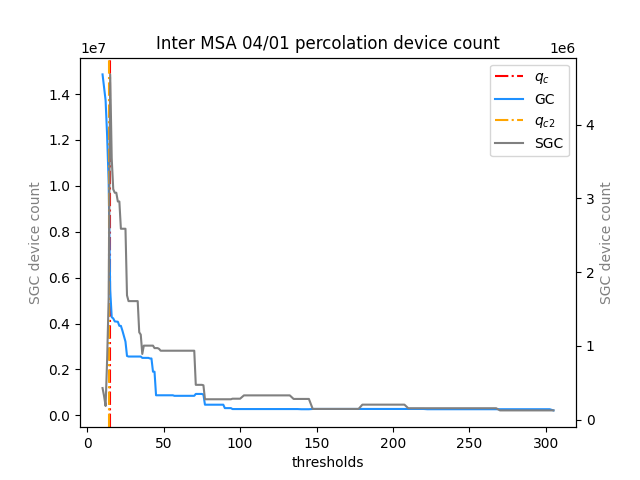 Inter MSA 04/01 percolation device count
1e7
1e6
q_c
GC
q_c2
SGC
1.4
1.2
1.0
0.8
0.6
0.4
0.2
0.0
SGC device count
4
3
2
1
0
SGC device count
0 50 100 150 200 250 300
thresholds